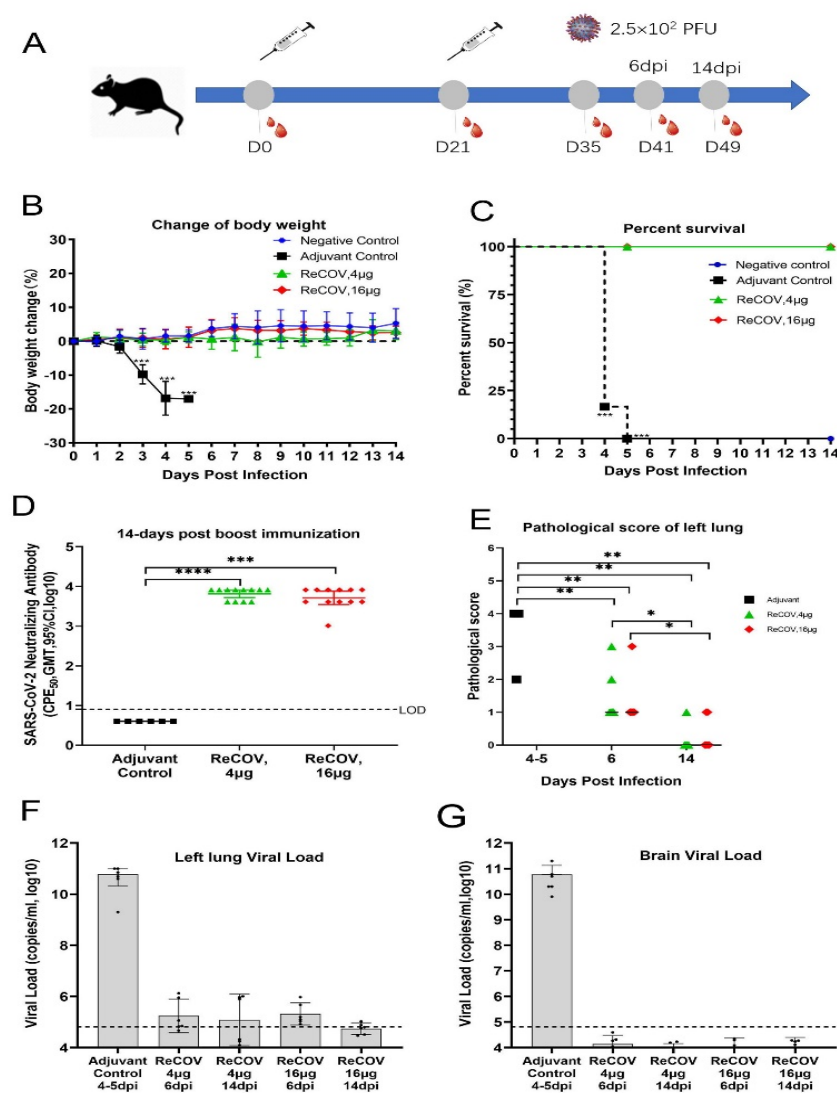 A
2.5×10² PFU
6dpi
14dpi
D0
D21
D35
D41
D49
B
Change of body weight
Negative Control
Adjuvant Control
ReCOV,4μg
ReCOV,16μg
Body weight change (%)
30
20
10
0
-10
-20
-30
***
***
***
0 1 2 3 4 5 6 7 8 9 10 11 12 13 14
Days Post Infection
C
Percent survival
Negative control
Adjuvant Control
ReCOV,4μg
ReCOV,16μg
Percent survival (%)
100
75
50
25
0
***
***
0 1 2 3 4 5 6 7 8 9 10 11 12 13 14
Days Post Infection
D
14-days post boost immunization
SARS-CoV-2 Neutralizing Antibody
(CPE50,GMT,95%CI,log10)
5
4
3
2
1
0
***
****
LOD
Adjuvant
Control
ReCOV,
4μg
ReCOV,
16μg
E
Pathological score of left lung
Pathological score
6
5
4
3
2
1
0
**
**
**
**
*
*
Adjuvant
ReCOV,4μg
ReCOV,16μg
4-5
6
14
Days Post Infection
F
Left lung Viral Load
Viral Load (copies/ml, log10)
12
11
10
6
5
4
Adjuvant
Control
4-5dpi
ReCOV
4μg
6dpi
ReCOV
4μg
14dpi
ReCOV
16μg
6dpi
ReCOV
16μg
14dpi
G
Brain Viral Load
Viral Load (copies/ml,log10)
12
11
10
6
5
4
Adjuvant
Control
4-5dpi
ReCOV
4μg
6dpi
ReCOV
4μg
14dpi
ReCOV
16μg
6dpi
ReCOV
16μg
14dpi